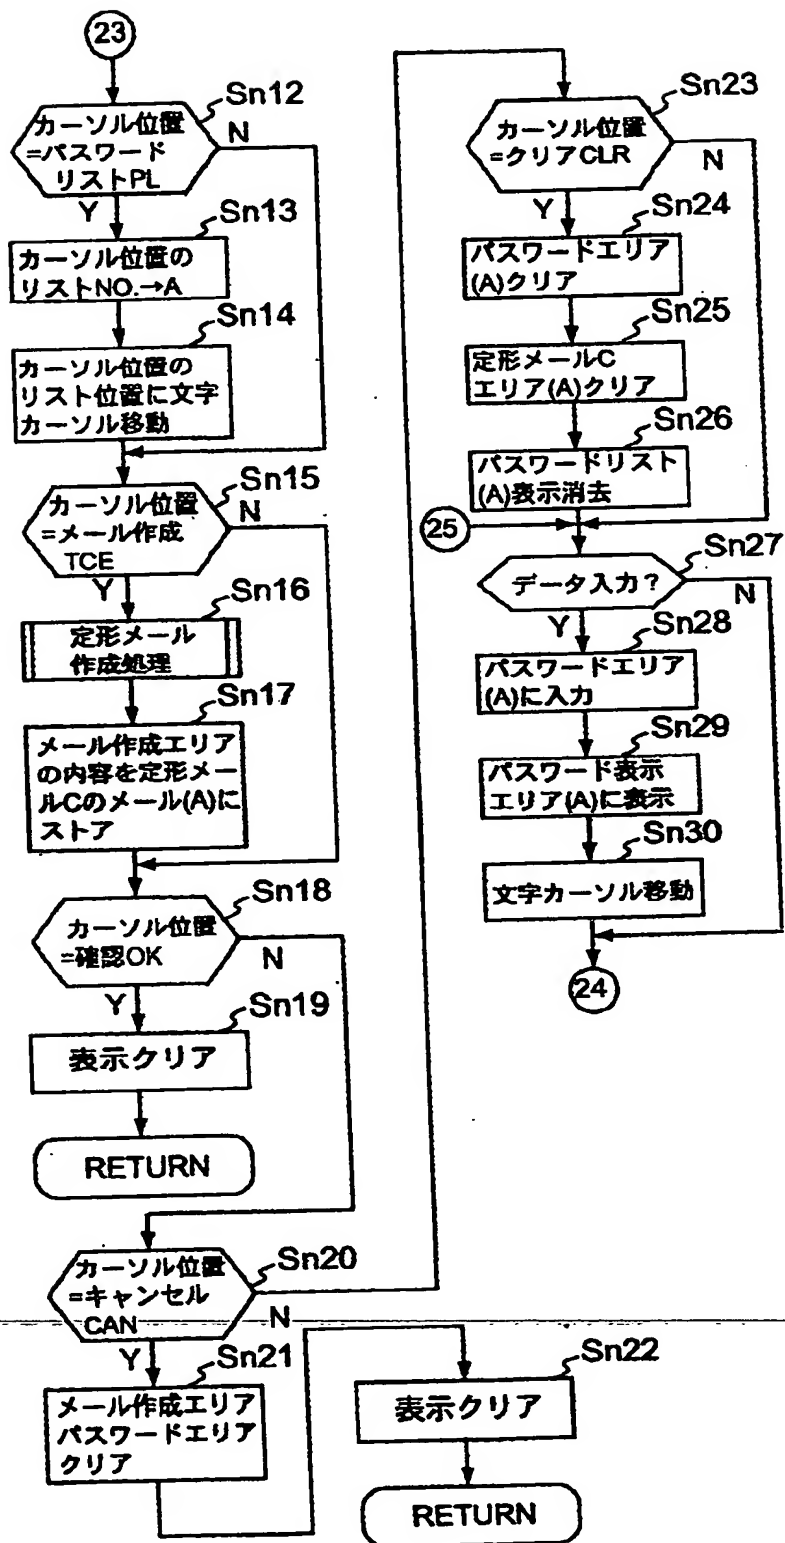 23
Sn12
カーソル位置
=パスワード
リストPL
N
Y
Sn13
カーソル位置の
リストNO.→A
Sn14
カーソル位置の
リスト位置に文字
カーソル移動
Sn15
カーソル位置
=メール作成
TCE
N
Y
Sn16
定形メール
作成処理
Sn17
メール作成エリア
の内容を定形メー
ルCのメール(A)に
ストア
Sn18
カーソル位置
=確認OK
N
Y
Sn19
表示クリア
RETURN
Sn20
カーソル位置
=キャンセル
CAN
N
Y
Sn21
メール作成エリア
パスワードエリア
クリア
Sn22
表示クリア
RETURN
Sn23
カーソル位置
=クリアCLR
N
Y
Sn24
パスワードエリア
(A)クリア
Sn25
定形メールC
エリア(A)クリア
Sn26
パスワードリスト
(A)表示消去
25
Sn27
データ入力?
N
Y
Sn28
パスワードエリア
(A)に入力
Sn29
パスワード表示
エリア(A)に表示
Sn30
文字カーソル移動
24